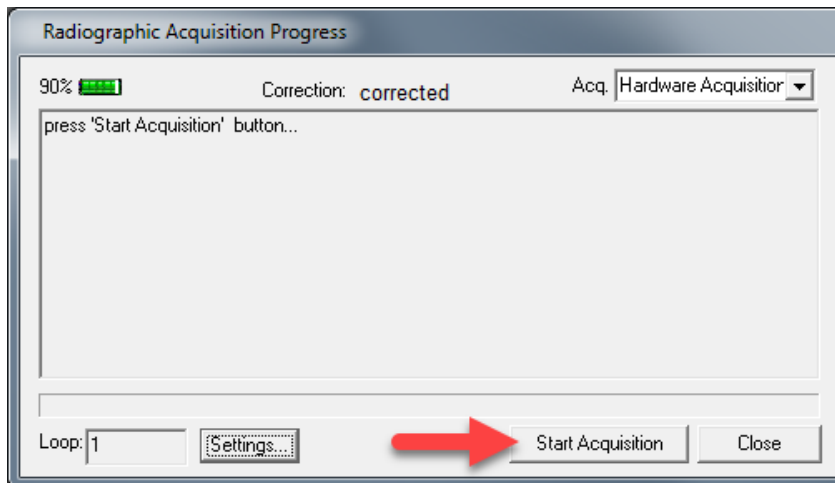 Radiographic Acquisition Progress
90% Correction: corrected Acq. Hardware Acquisitior
press 'Start Acquisition' button...
Loop: 1 Settings... Start Acquisition Close